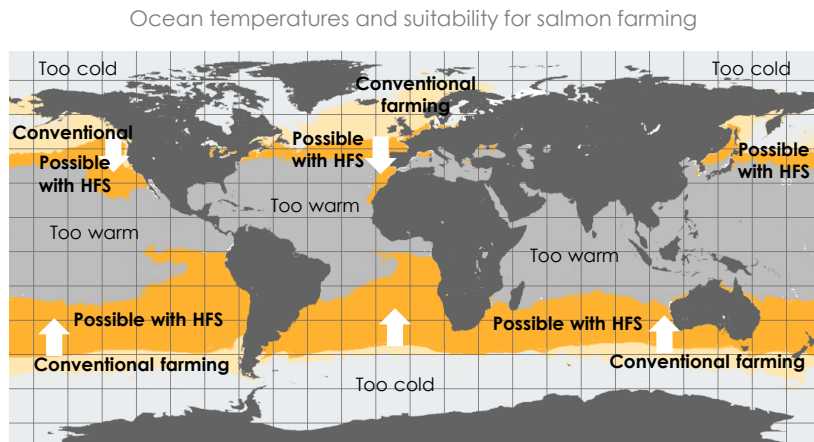 Ocean temperatures and suitability for salmon farming
Too cold
Too cold
Conventional
farming
Conventional
Possible
with HFS
Possible
with HFS
Possible
with HFS
Too warm
Too warm
Too warm
Possible with HFS
Possible with HFS
Conventional farming
Conventional farming
Too cold